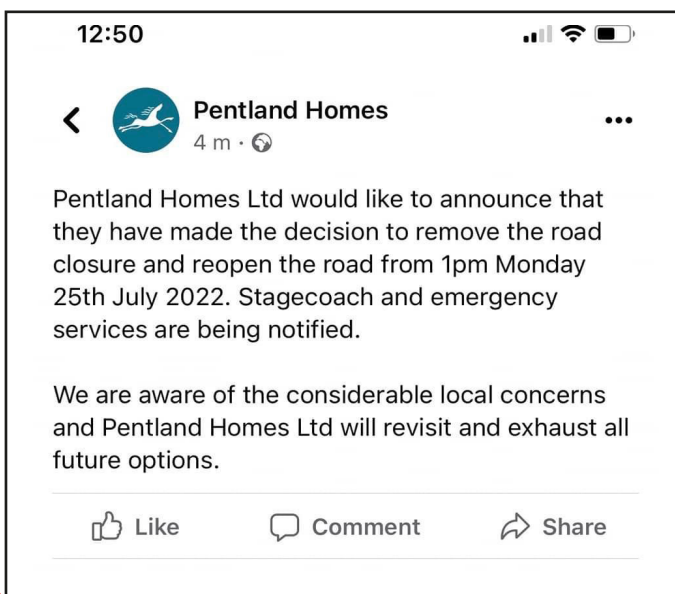 12:50
Pentland Homes
4 m ·
Pentland Homes Ltd would like to announce that
they have made the decision to remove the road
closure and reopen the road from 1pm Monday
25th July 2022. Stagecoach and emergency
services are being notified.
We are aware of the considerable local concerns
and Pentland Homes Ltd will revisit and exhaust all
future options.
Like Comment Share